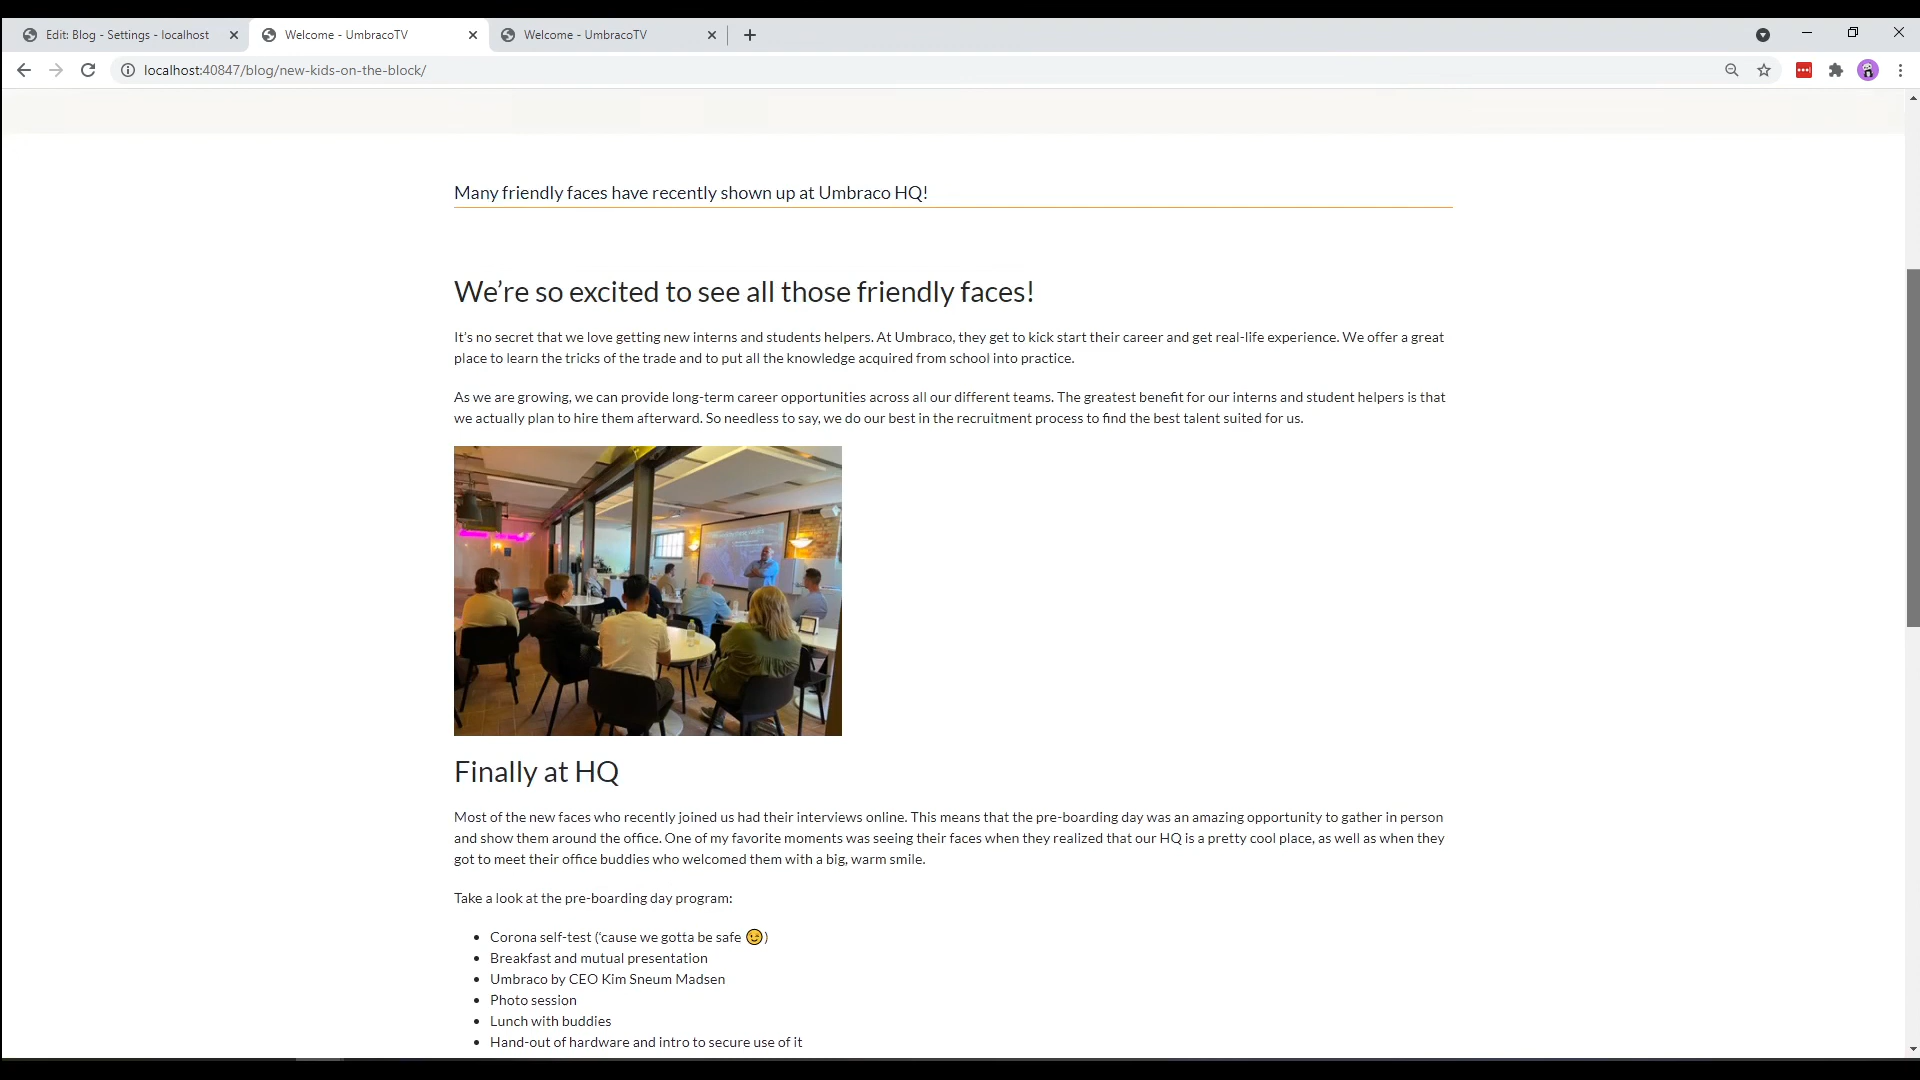 Edit: Blog - Settings - localhost
Welcome - UmbracoTV
Welcome - UmbracoTV
localhost:40847/blog/new-kids-on-the-block/
Many friendly faces have recently shown up at Umbraco HQ!
We’re so excited to see all those friendly faces!
It’s no secret that we love getting new interns and students helpers. At Umbraco, they get to kick start their career and get real-life experience. We offer a great
place to learn the tricks of the trade and to put all the knowledge acquired from school into practice.
As we are growing, we can provide long-term career opportunities across all our different teams. The greatest benefit for our interns and student helpers is that
we actually plan to hire them afterward. So needless to say, we do our best in the recruitment process to find the best talent suited for us.
Finally at HQ
Most of the new faces who recently joined us had their interviews online. This means that the pre-boarding day was an amazing opportunity to gather in person
and show them around the office. One of my favorite moments was seeing their faces when they realized that our HQ is a pretty cool place, as well as when they
got to meet their office buddies who welcomed them with a big, warm smile.
Take a look at the pre-boarding day program:
• Corona self-test (‘cause we gotta be safe 😉)
• Breakfast and mutual presentation
• Umbraco by CEO Kim Sneum Madsen
• Photo session
• Lunch with buddies
• Hand-out of hardware and intro to secure use of it